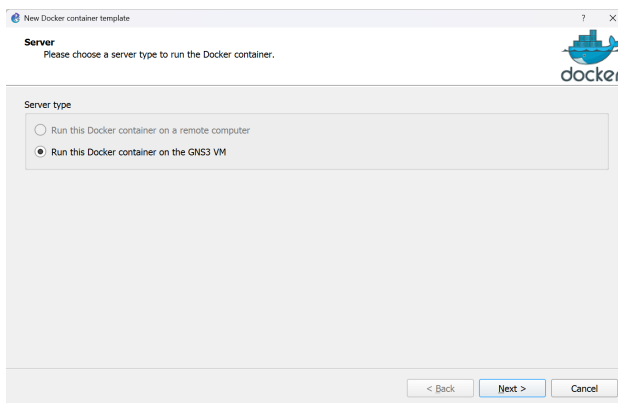 New Docker container template
Server
Please choose a server type to run the Docker container.
docker
Server type
Run this Docker container on a remote computer
Run this Docker container on the GNS3 VM
< Back
Next >
Cancel